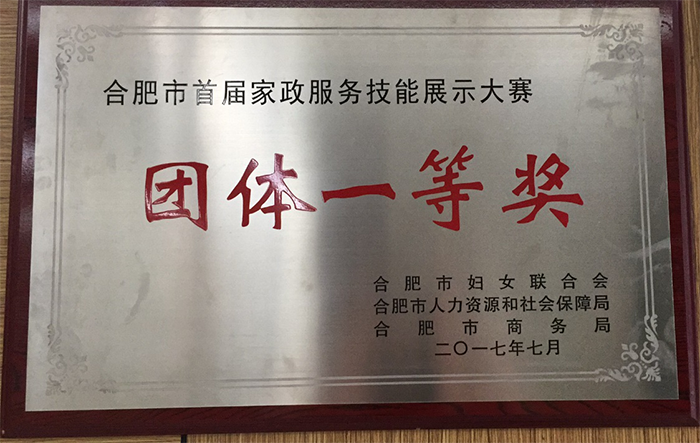 合肥市首届家政服务技能展示大赛
团体一等奖
合肥市妇女联合会
合肥市人力资源和社会保障局
合肥市商务局
二〇一七年七月